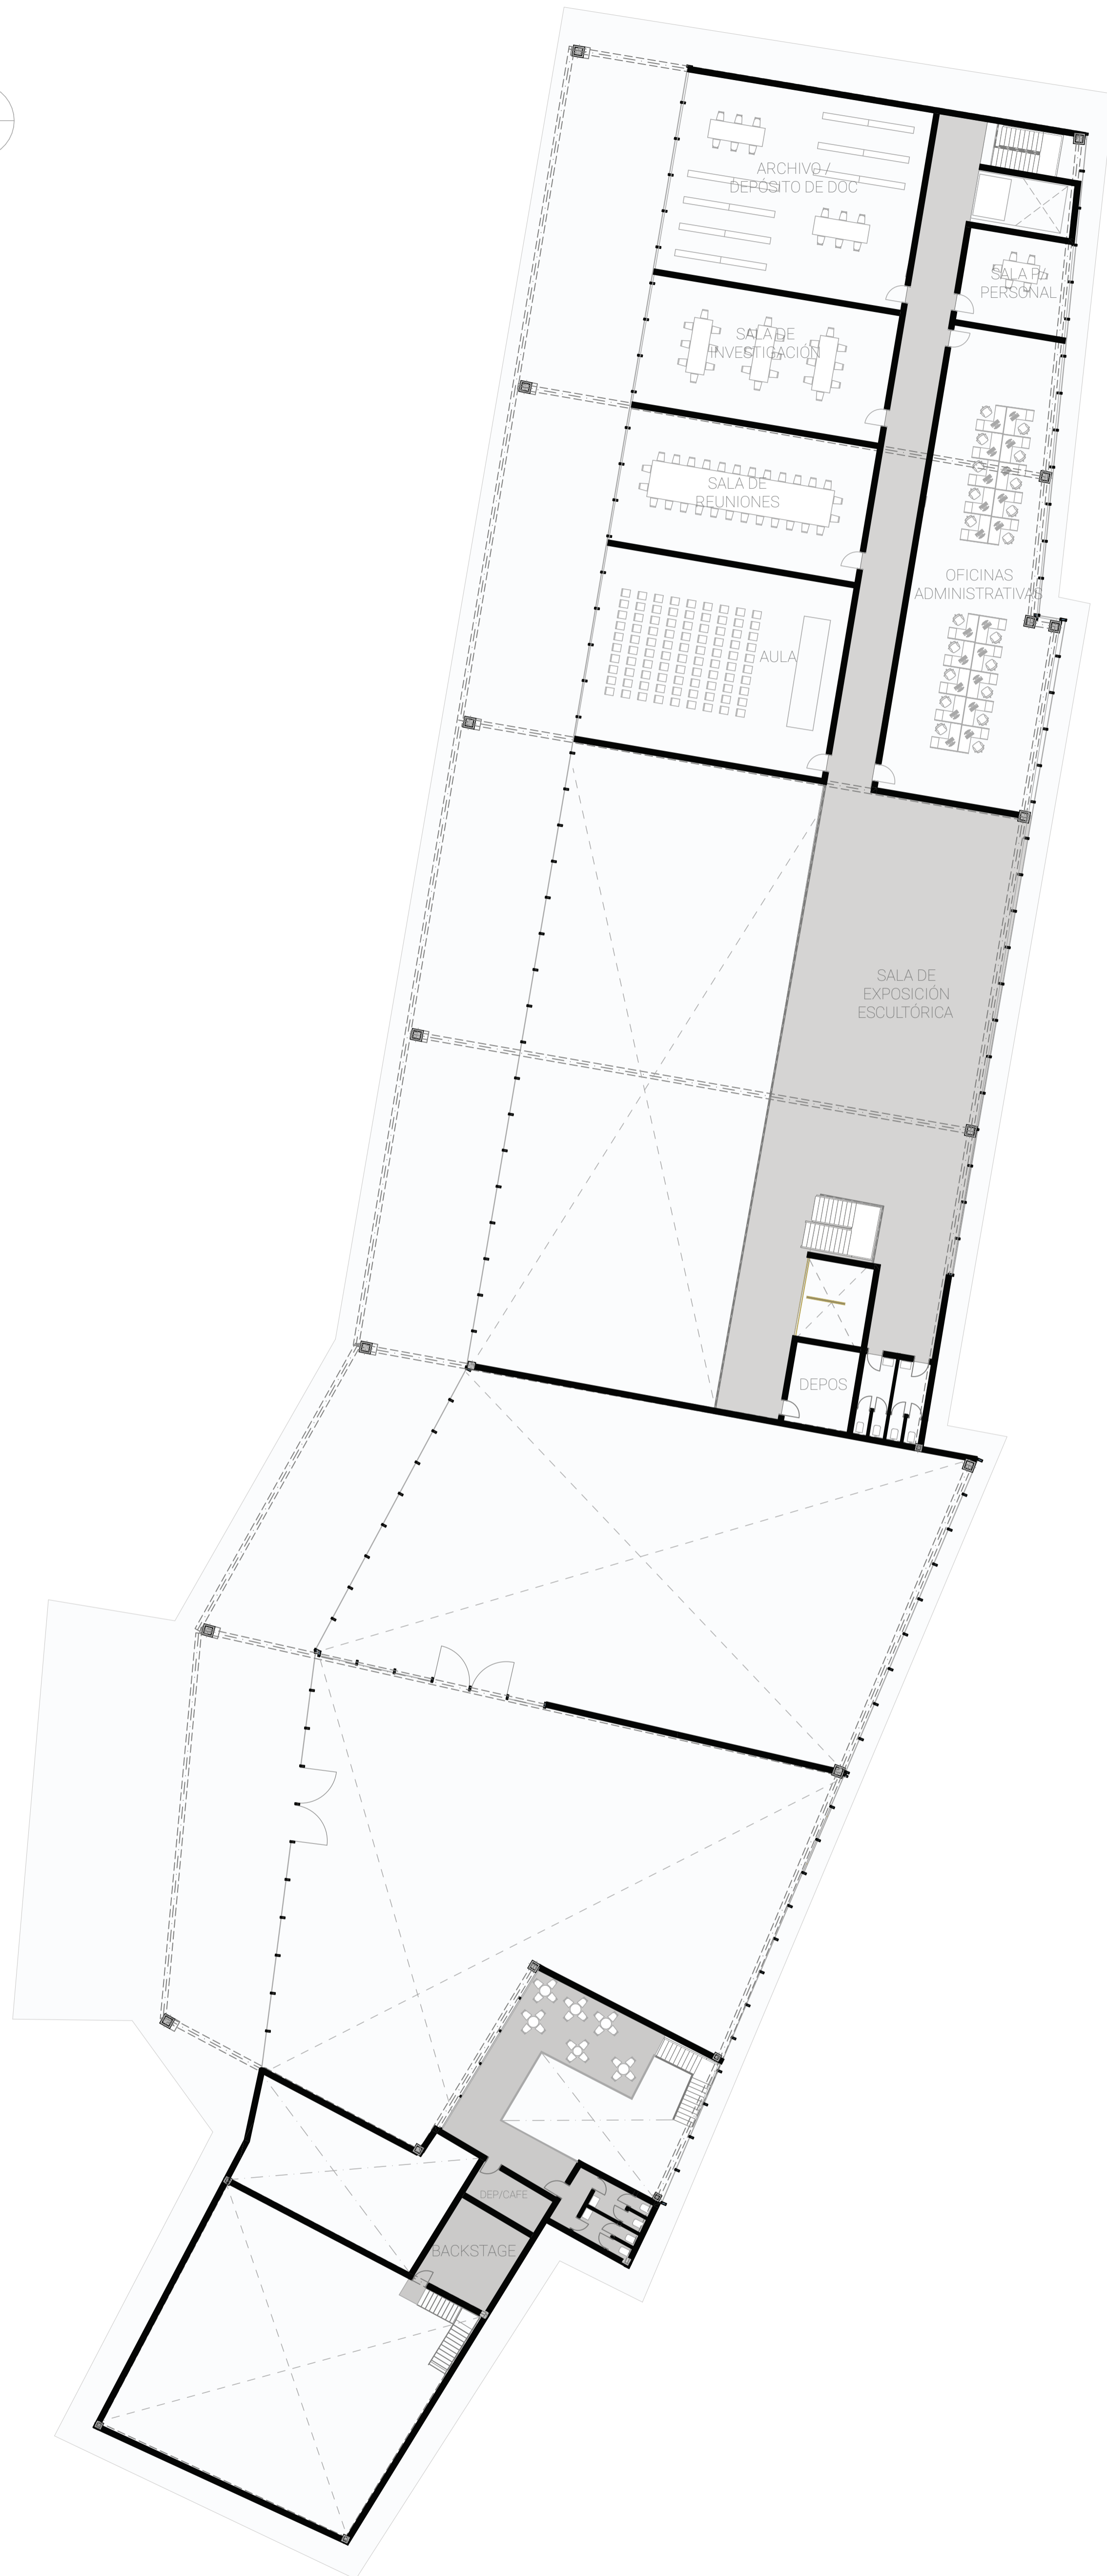 ARCHIVO /
DEPÓSITO DE DOC
SALA P/
PERSONAL
SALA DE
INVESTIGACIÓN
SALA DE
REUNIONES
OFICINAS
ADMINISTRATIVAS
AULA
SALA DE
EXPOSICIÓN
ESCULTÓRICA
DEPOS
DEP/CAFE
BACKSTAGE